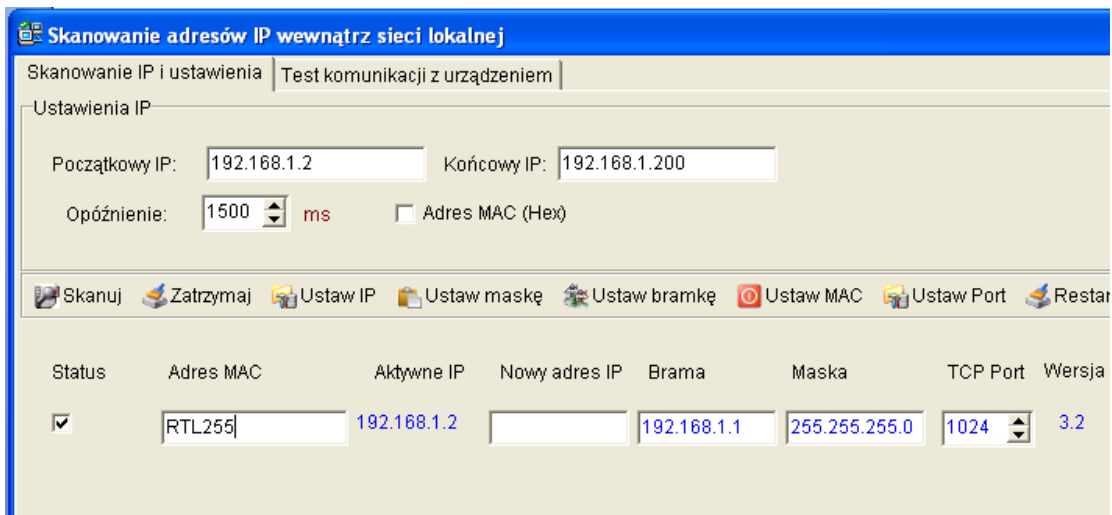 Skanowanie adresów IP wewnątrz sieci lokalnej
Skanowanie IP i ustawienia Test komunikacji z urządzeniem
Ustawienia IP
Początkowy IP: 192.168.1.2 Końcowy IP: 192.168.1.200
Opóźnienie: 1500 ms Adres MAC (Hex)
Skanuj Zatrzymaj Ustaw IP Ustaw maskę Ustaw bramkę Ustaw MAC Ustaw Port Restar
Status Adres MAC Aktywne IP Nowy adres IP Brama Maska TCP Port Wersja
RTL255 192.168.1.2 192.168.1.1 255.255.255.0 1024 3.2